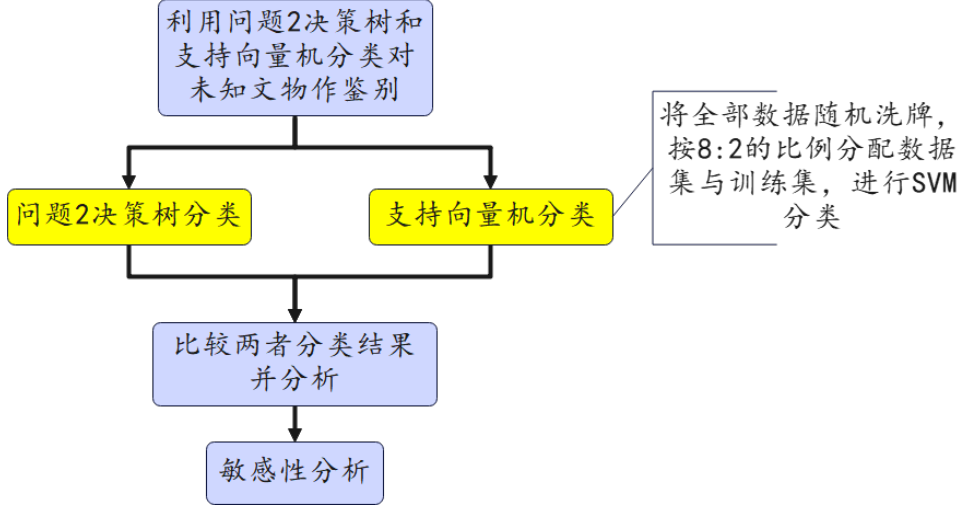 利用问题2决策树和
支持向量机分类对
未知文物作鉴别
将全部数据随机洗牌，
按8:2的比例分配数据
集与训练集，进行SVM
分类
问题2决策树分类
支持向量机分类
比较两者分类结果
并分析
敏感性分析